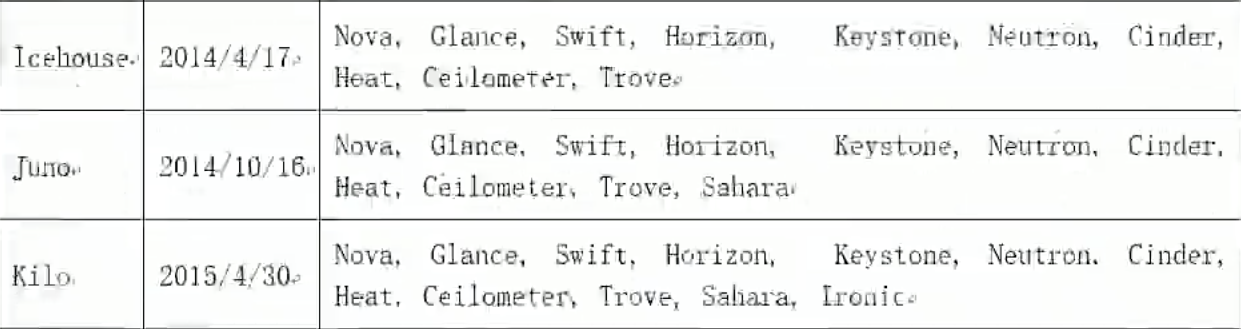 Icehouse 2014/4/17 Nova, Glance, Swift, Horizon, Keystone, Neutron, Cinder,
Heat, Ceilometer, Trove
Juno 2014/10/16 Nova, Glance, Swift, Horizon, Keystone, Neutron, Cinder,
Heat, Ceilometer, Trove, Sahara
Kilo 2015/4/30 Nova, Glance, Swift, Horizon, Keystone, Neutron, Cinder,
Heat, Ceilometer, Trove, Sahara, Ironic